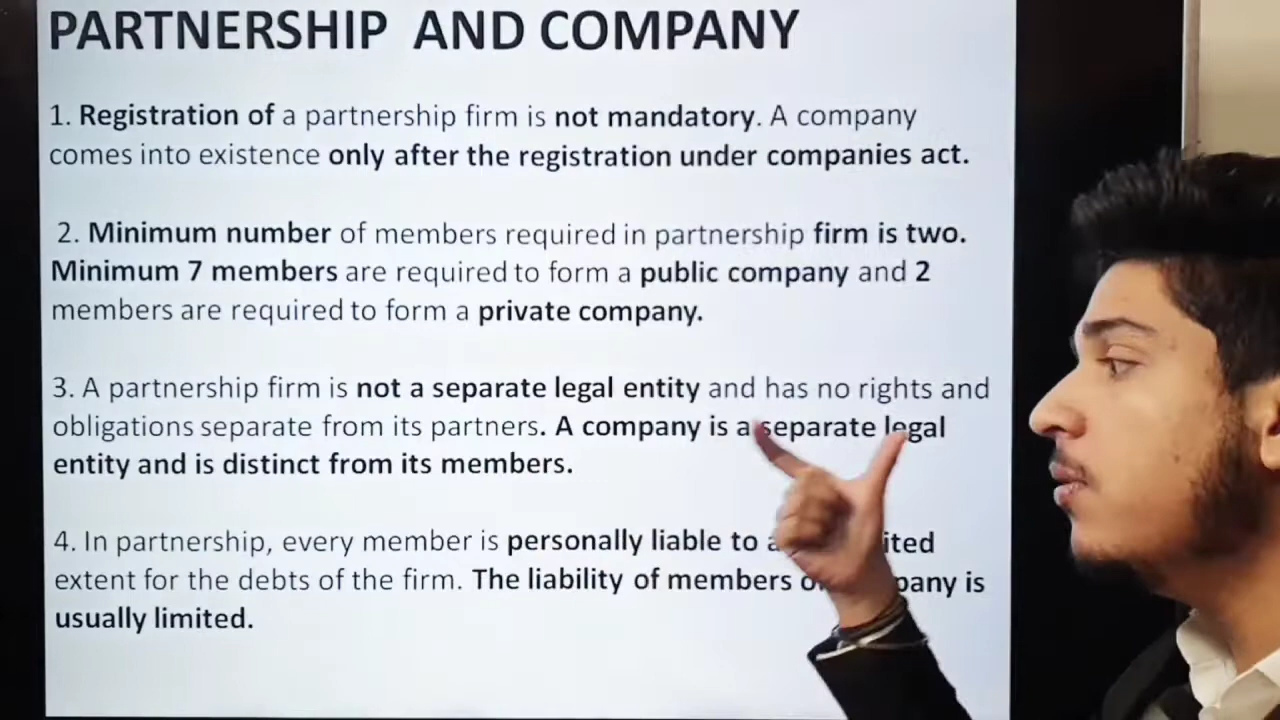 PARTNERSHIP AND COMPANY
1. Registration of a partnership firm is not mandatory. A company
comes into existence only after the registration under companies act.
2. Minimum number of members required in partnership firm is two.
Minimum 7 members are required to form a public company and 2
members are required to form a private company.
3. A partnership firm is not a separate legal entity and has no rights and
obligations separate from its partners. A company is a separate legal
entity and is distinct from its members.
4. In partnership, every member is personally liable to
extent for the debts of the firm. The liability of members is
usually limited.